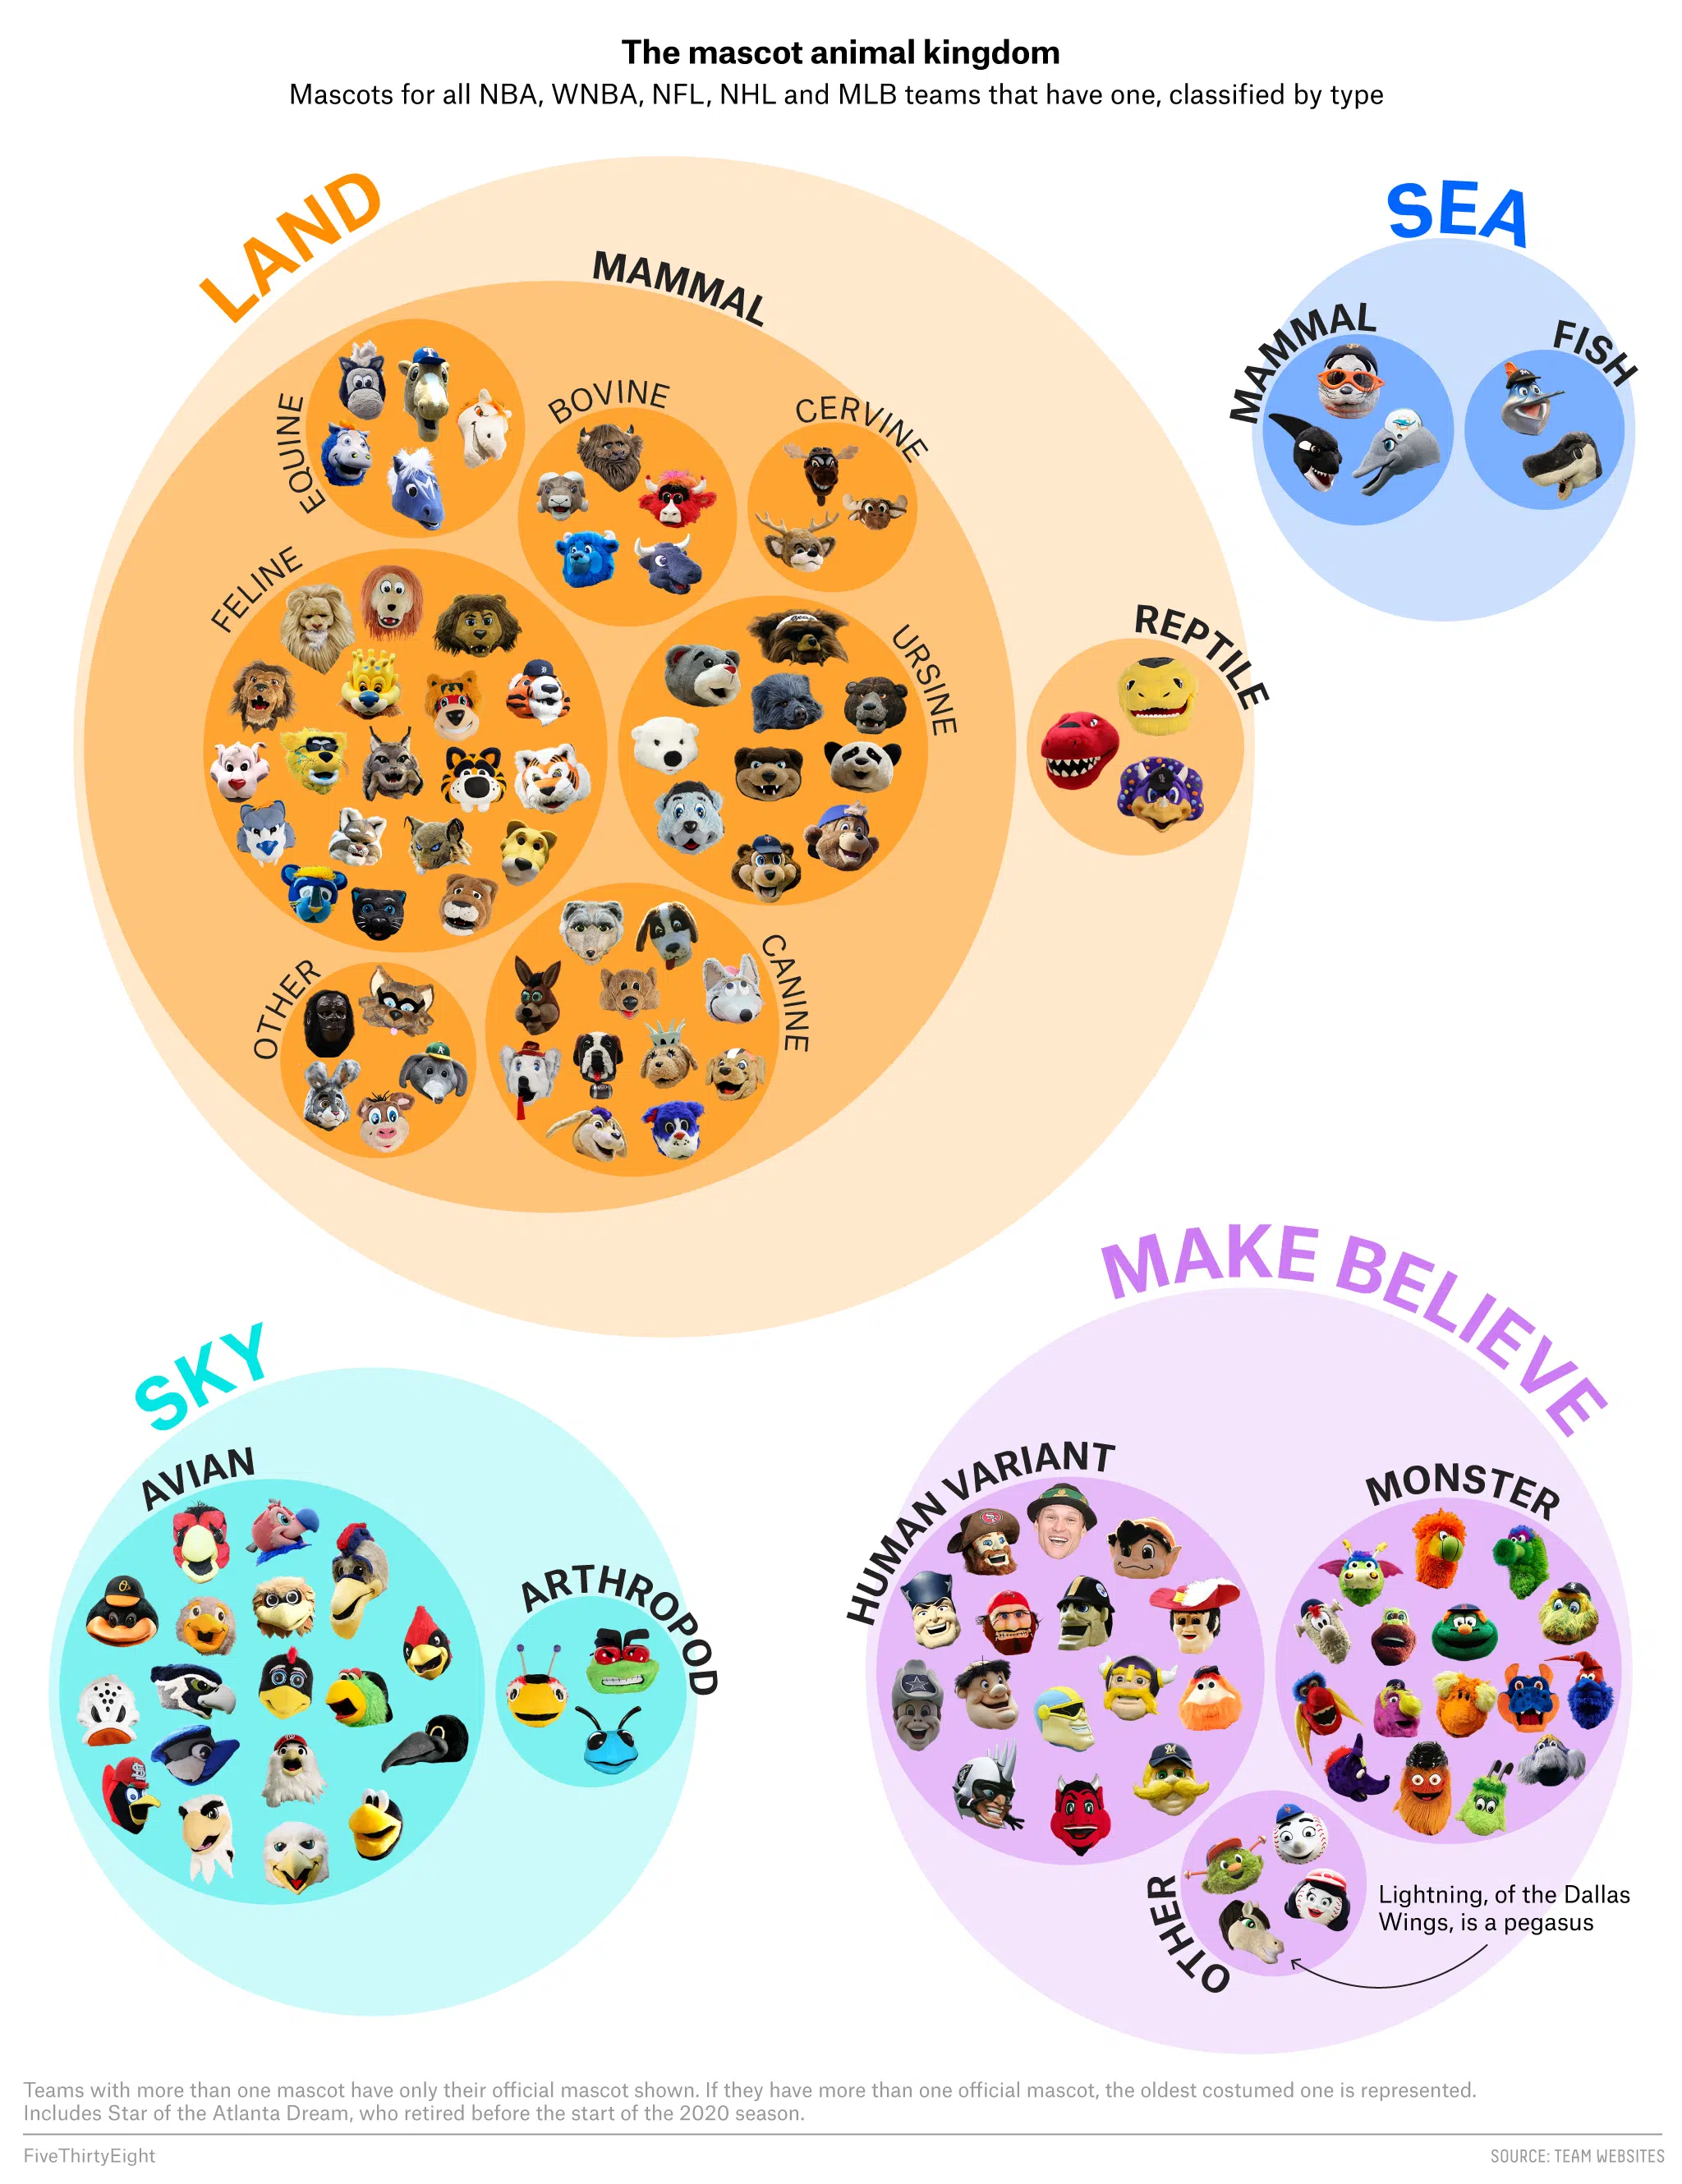 The mascot animal kingdom
Mascots for all NBA, WNBA, NFL, NHL and MLB teams that have one, classified by type
LAND
SEA
MAMMAL
MAMMAL
FISH
EQUINE
BOVINE
CERVINE
FELINE
URSINE
REPTILE
OTHER
CANINE
MAKE BELIEVE
SKY
AVIAN
HUMAN VARIANT
MONSTER
ARTHROPOD
OTHER
Lightning, of the Dallas
Wings, is a pegasus
Teams with more than one mascot have only their official mascot shown. If they have more than one official mascot, the oldest costumed one is represented.
Includes Star of the Atlanta Dream, who retired before the start of the 2020 season.
FiveThirtyEight
SOURCE: TEAM WEBSITES